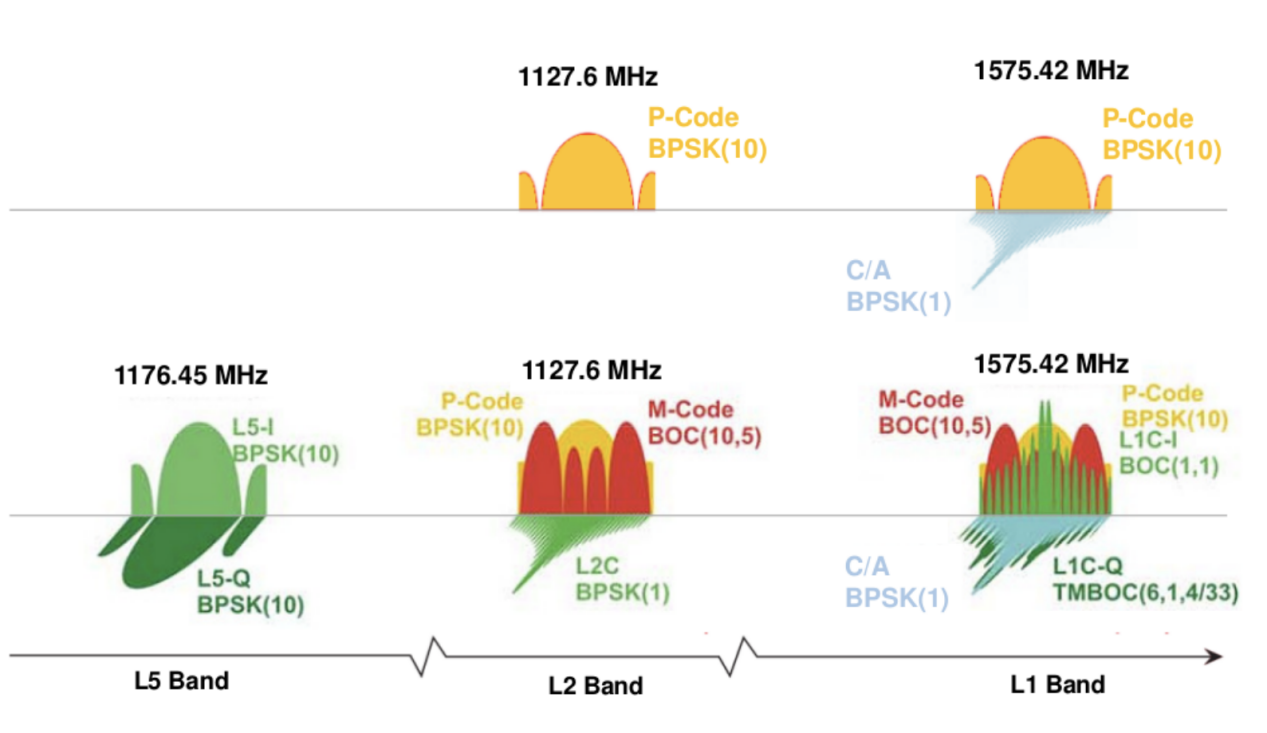 1127.6 MHz
1575.42 MHz
P-Code
BPSK(10)
P-Code
BPSK(10)
C/A
BPSK(1)
1176.45 MHz
1127.6 MHz
1575.42 MHz
L5-I
BPSK(10)
P-Code
BPSK(10)
M-Code
BOC(10,5)
M-Code
BOC(10,5)
P-Code
BPSK(10)
L1C-I
BOC(1,1)
L5-Q
BPSK(10)
L2C
BPSK(1)
C/A
BPSK(1)
L1C-Q
TMBOC(6,1,4/33)
L5 Band
L2 Band
L1 Band